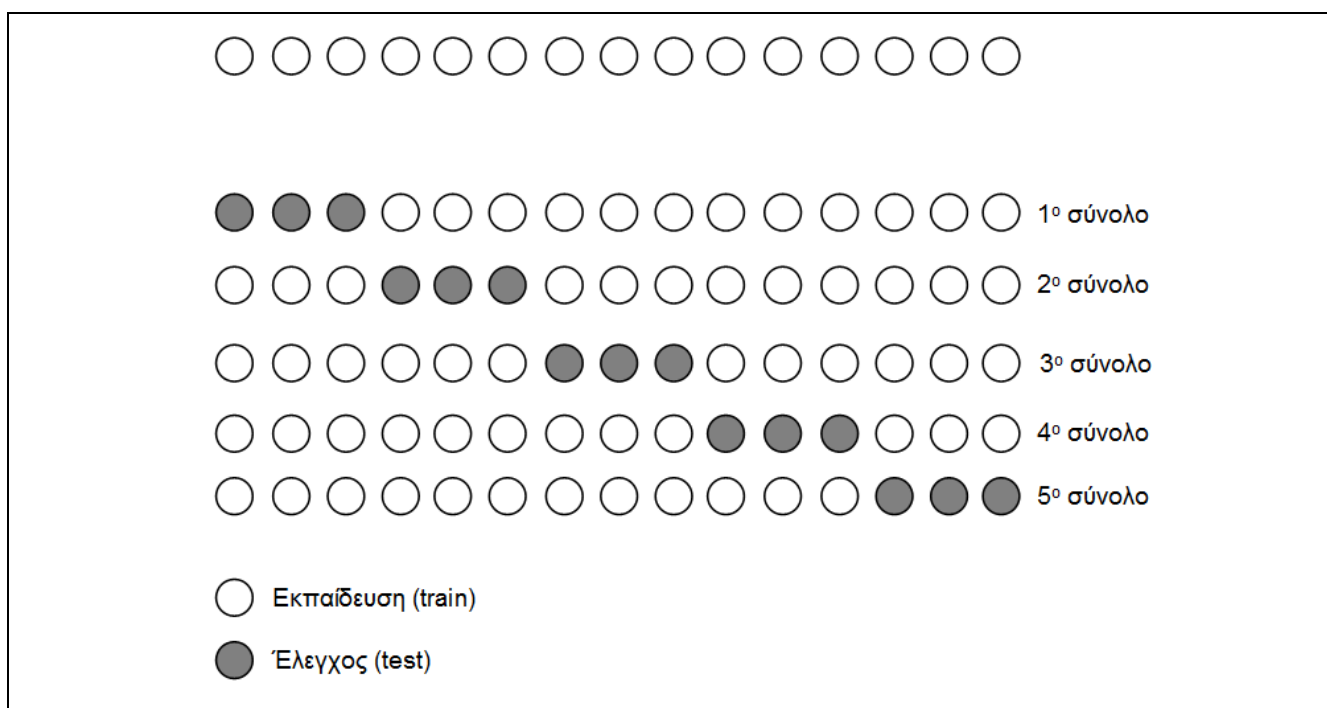 1ο σύνολο
2ο σύνολο
3ο σύνολο
4ο σύνολο
5ο σύνολο
Εκπαίδευση (train)
Έλεγχος (test)